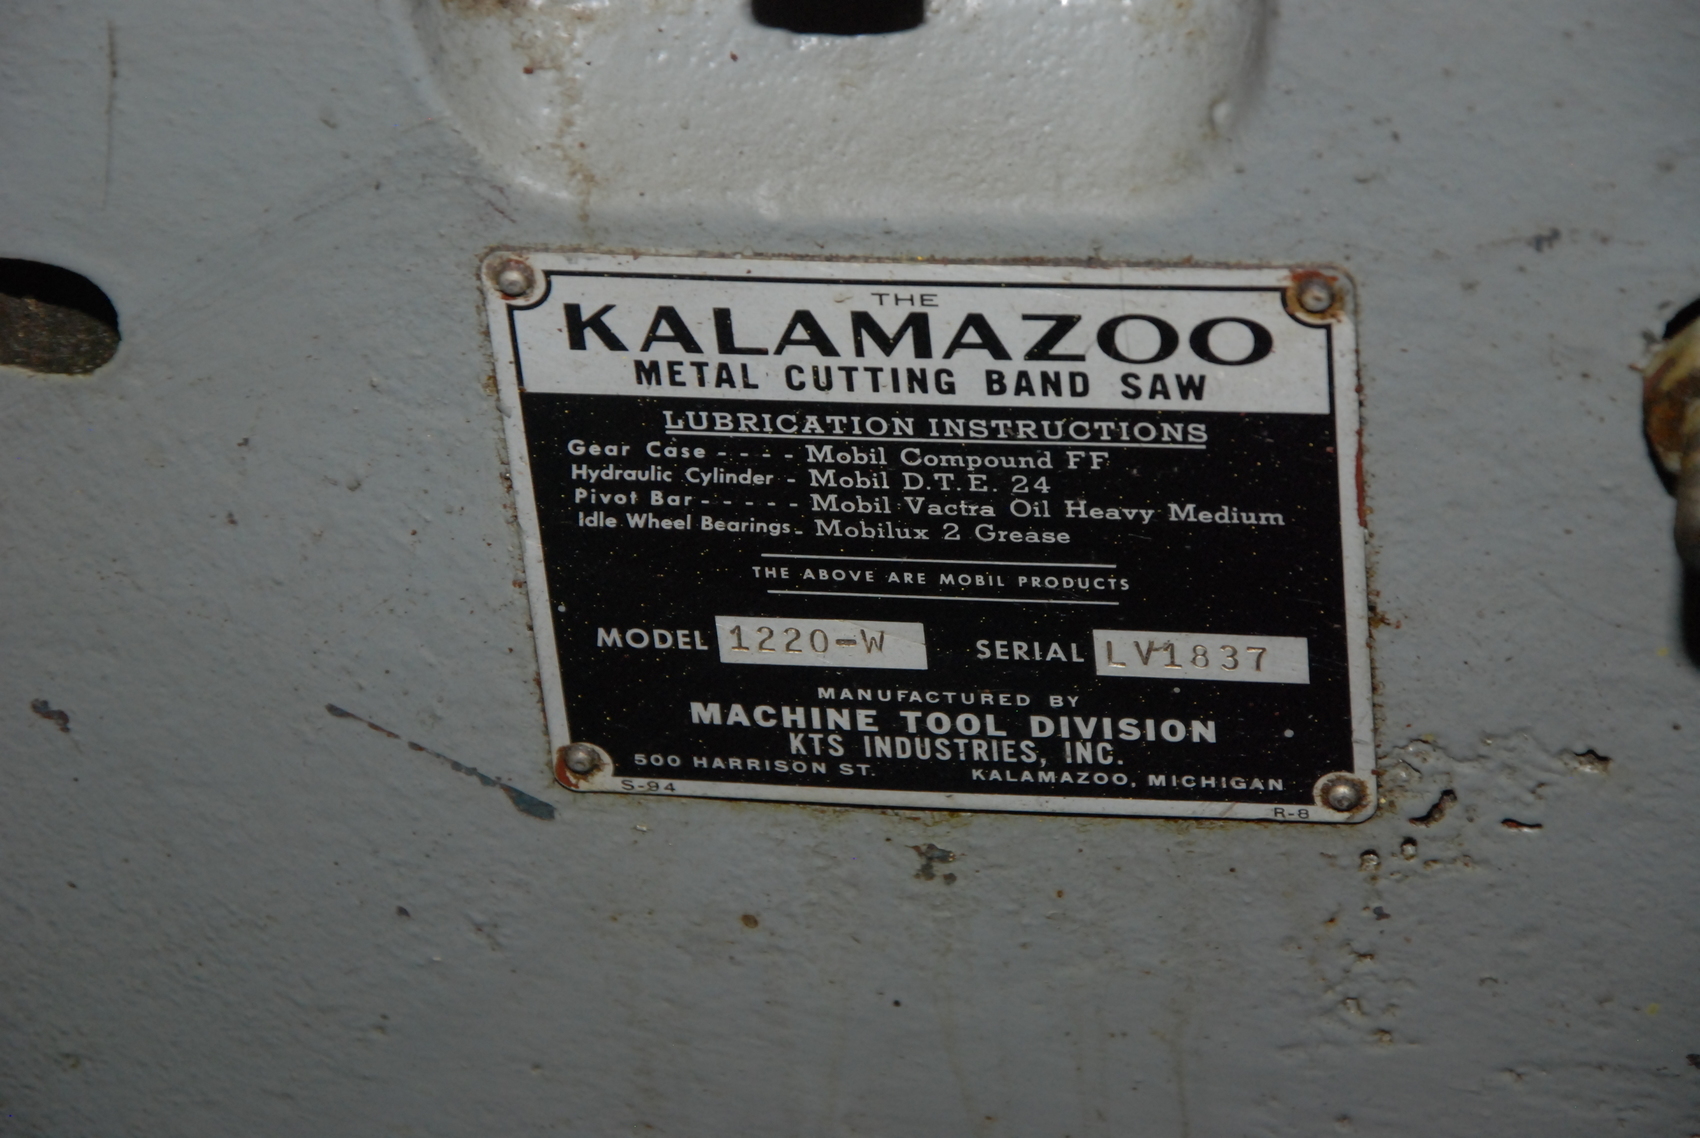 THE
KALAMAZOO
METAL CUTTING BAND SAW
LUBRICATION INSTRUCTIONS
Gear Case - - - - Mobil Compound FF
Hydraulic Cylinder - Mobil D.T.E. 24
Pivot Bar - - - - - Mobil Vactra Oil Heavy Medium
Idle Wheel Bearings - Mobilux 2 Grease
THE ABOVE ARE MOBIL PRODUCTS
MODEL 1220-W SERIAL LV1837
MANUFACTURED BY
MACHINE TOOL DIVISION
KTS INDUSTRIES, INC.
500 HARRISON ST. KALAMAZOO, MICHIGAN
S-94 R-8